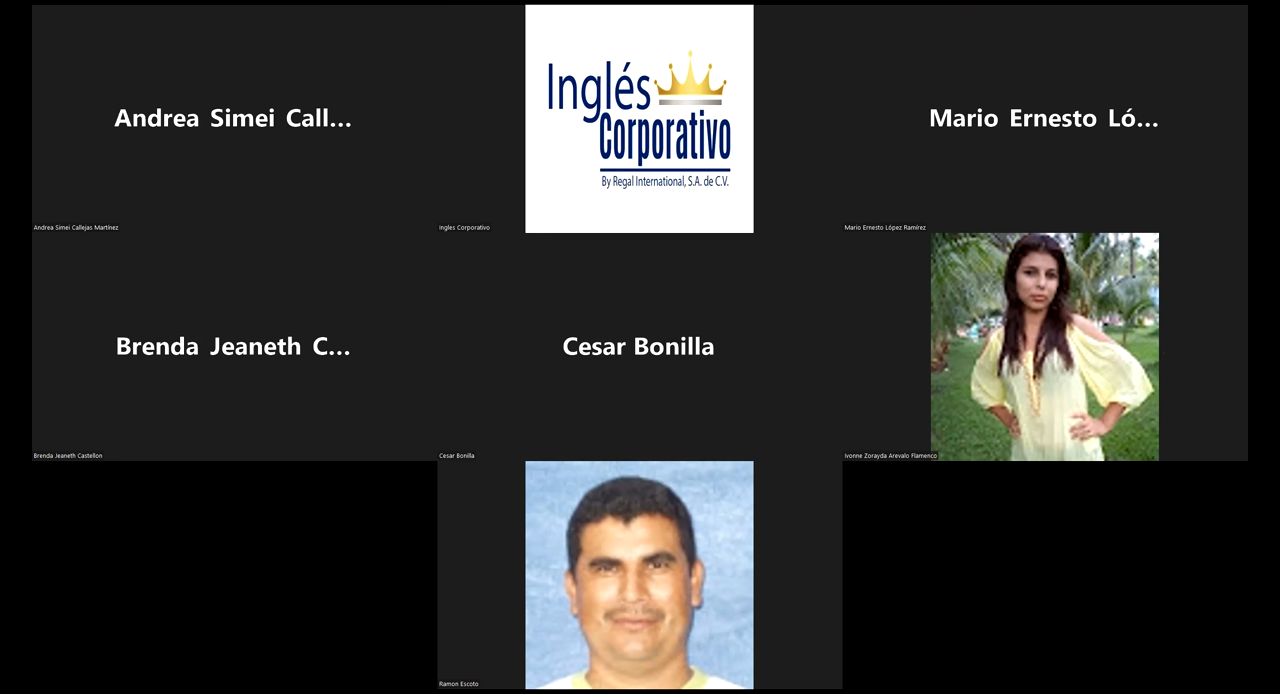 Andrea Simei Call...
Andrea Simei Callejas Martínez
Inglés
Corporativo
By Regal International, S.A. de C.V.
Ingles Corporativo
Mario Ernesto Ló...
Mario Ernesto López Ramírez
Brenda Jeaneth C...
Brenda Jeaneth Castellon
Cesar Bonilla
Cesar Bonilla
Ivonne Zorayda Arevalo Flamenco
Ramon Escoto